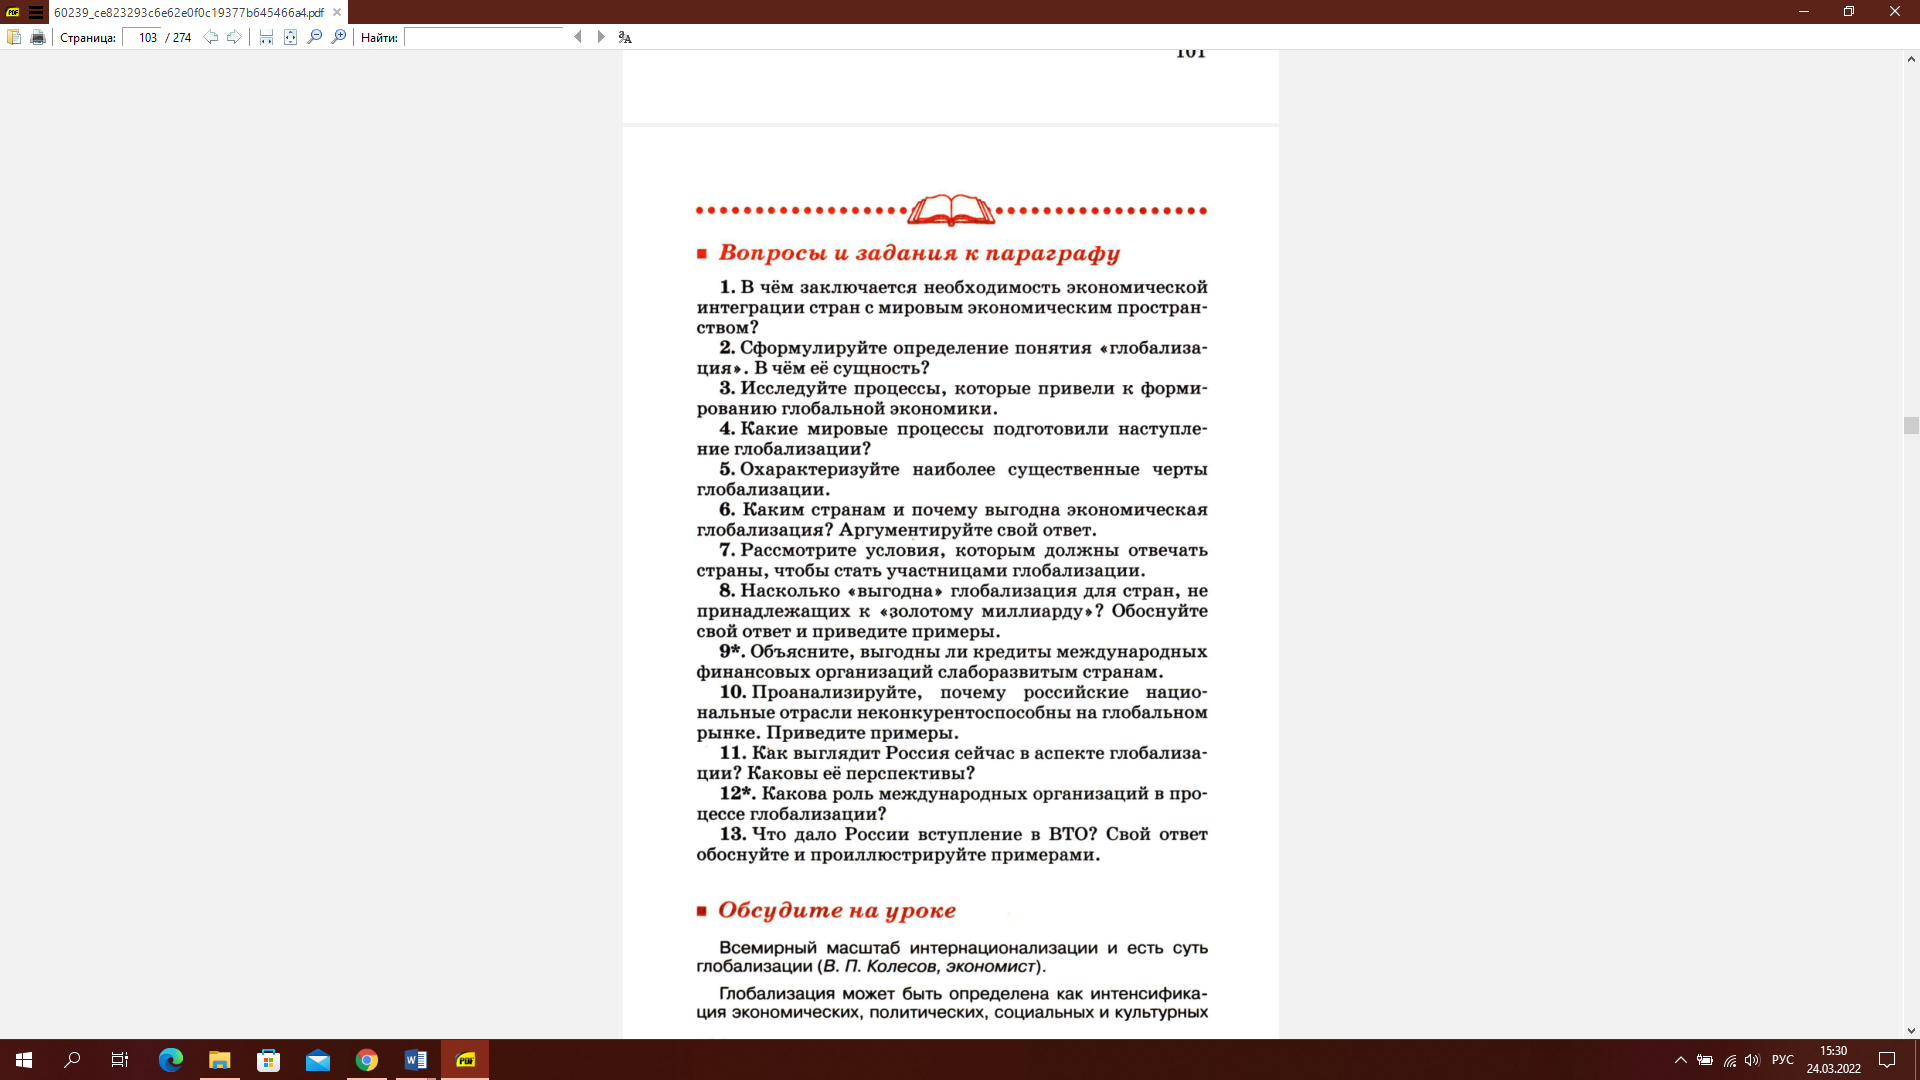 60239_ce823293c6e62e0f0c19377b645466a4.pdf
Страница: 103 / 274 Найти:
101
Вопросы и задания к параграфу
1. В чём заключается необходимость экономической
интеграции стран с мировым экономическим простран-
ством?
2. Сформулируйте определение понятия «глобализа-
ция». В чём её сущность?
3. Исследуйте процессы, которые привели к форми-
рованию глобальной экономики.
4. Какие мировые процессы подготовили наступле-
ние глобализации?
5. Охарактеризуйте наиболее существенные черты
глобализации.
6. Каким странам и почему выгодна экономическая
глобализация? Аргументируйте свой ответ.
7. Рассмотрите условия, которым должны отвечать
страны, чтобы стать участницами глобализации.
8. Насколько «выгодна» глобализация для стран, не
принадлежащих к «золотому миллиарду»? Обоснуйте
свой ответ и приведите примеры.
9*. Объясните, выгодны ли кредиты международных
финансовых организаций слаборазвитым странам.
10. Проанализируйте, почему российские нацио-
нальные отрасли неконкурентоспособны на глобальном
рынке. Приведите примеры.
11. Как выглядит Россия сейчас в аспекте глобализа-
ции? Каковы её перспективы?
12*. Какова роль международных организаций в про-
цессе глобализации?
13. Что дало России вступление в ВТО? Свой ответ
обоснуйте и проиллюстрируйте примерами.
Обсудите на уроке
Всемирный масштаб интернационализации и есть суть
глобализации (В. П. Колесов, экономист).
Глобализация может быть определена как интенсифика-
ция экономических, политических, социальных и культурных
РУС
15:30
24.03.2022